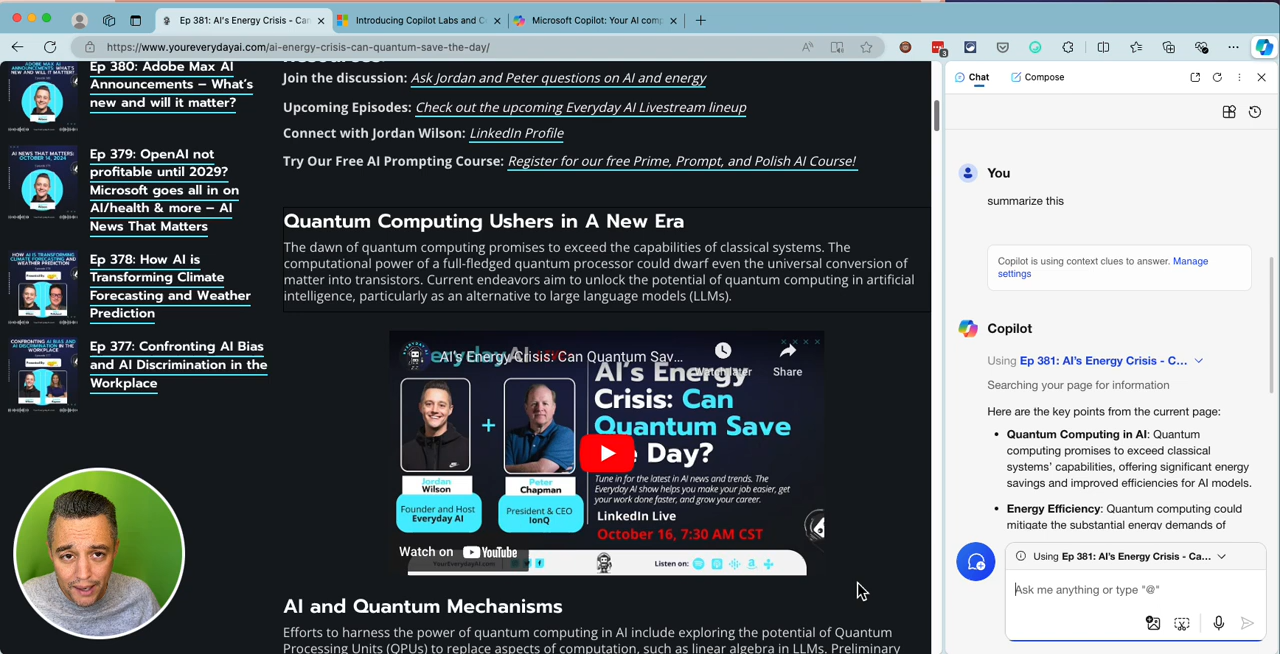 Ep 381: AI's Energy Crisis - Can
Introducing Copilot Labs and C
Microsoft Copilot: Your AI comp
https://www.youreverydayai.com/ai-energy-crisis-can-quantum-save-the-day/
3
Ep 380: Adobe Max AI
Announcements – What's
new and will it matter?
Ep 379: OpenAI not
profitable until 2029?
Microsoft goes all in on
AI/health & more – AI
News That Matters
Ep 378: How AI is
Transforming Climate
Forecasting and Weather
Prediction
Ep 377: Confronting AI Bias
and AI Discrimination in the
Workplace
Join the discussion: Ask Jordan and Peter questions on AI and energy
Upcoming Episodes: Check out the upcoming Everyday AI Livestream lineup
Connect with Jordan Wilson: LinkedIn Profile
Try Our Free AI Prompting Course: Register for our free Prime, Prompt, and Polish AI Course!
Quantum Computing Ushers in A New Era
The dawn of quantum computing promises to exceed the capabilities of classical systems. The
computational power of a full-fledged quantum processor could dwarf even the universal conversion of
matter into transistors. Current endeavors aim to unlock the potential of quantum computing in artificial
intelligence, particularly as an alternative to large language models (LLMs).
AI's Energy Crisis: Can Quantum Sav...
Watch later
Share
AI's Energy
Crisis: Can
Quantum Save
Day?
Tune in for the latest in AI news and trends. The
Everyday AI show helps you make your job easier, get
your work done faster, and grow your career.
LinkedIn Live
October 16, 7:30 AM CST
Jordan
Wilson
Founder and Host
Everyday AI
+
Peter
Chapman
President & CEO
IonQ
Watch on YouTube
YourEverydayAI.com
Listen on:
AI and Quantum Mechanisms
Efforts to harness the power of quantum computing in AI include exploring the potential of Quantum
Processing Units (QPUs) to replace aspects of computation, such as linear algebra in LLMs. Preliminary
Chat
Compose
You
summarize this
Copilot is using context clues to answer. Manage
settings
Copilot
Using Ep 381: AI's Energy Crisis - C...
Searching your page for information
Here are the key points from the current page:
• Quantum Computing in AI: Quantum
computing promises to exceed classical
systems' capabilities, offering significant energy
savings and improved efficiencies for AI models.
• Energy Efficiency: Quantum computing could
mitigate the substantial energy demands of
Using Ep 381: AI's Energy Crisis - Ca...
Ask me anything or type "@"